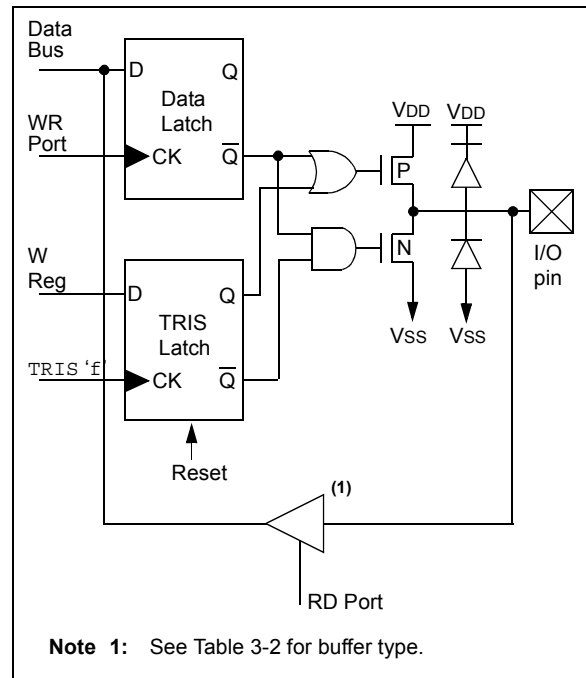 Data
Bus
D
Q
Data
Latch
WR
Port
CK
Q
VDD
VDD
P
N
I/O
pin
VSS
VSS
W
Reg
D
Q
TRIS
Latch
TRIS ‘f’
CK
Q
Reset
(1)
RD Port
Note 1: See Table 3-2 for buffer type.